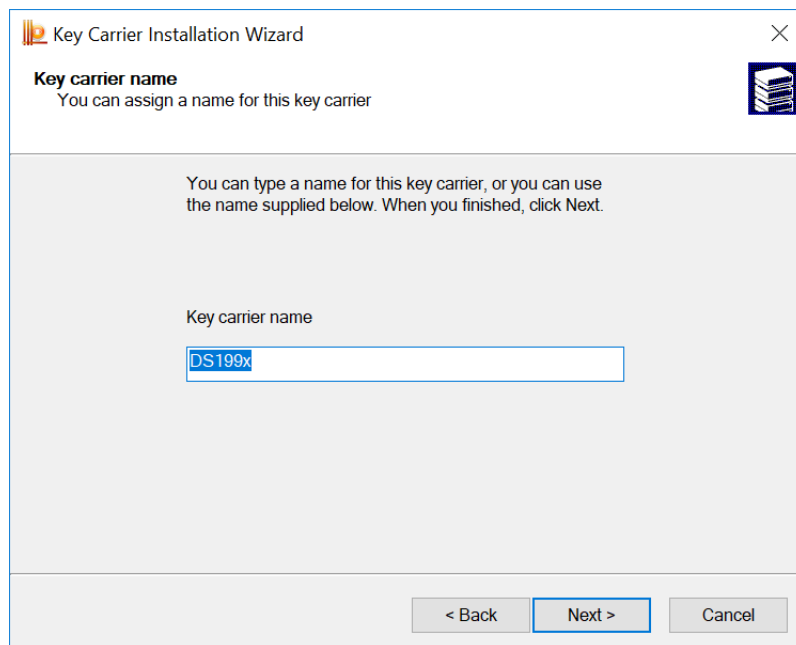 Key Carrier Installation Wizard
Key carrier name
You can assign a name for this key carrier
You can type a name for this key carrier, or you can use
the name supplied below. When you finished, click Next.
Key carrier name
DS199x
< Back Next > Cancel